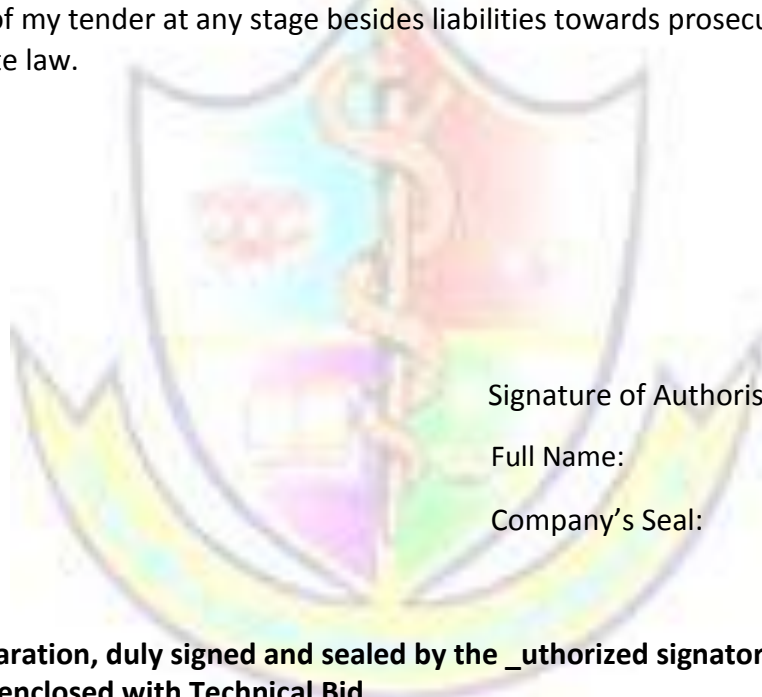 of my tender at any stage besides liabilities towards prosecu
te law.
Signature of Authoris
Full Name:
Company’s Seal:
aration, duly signed and sealed by the _uthorized signator
enclosed with Technical Bid